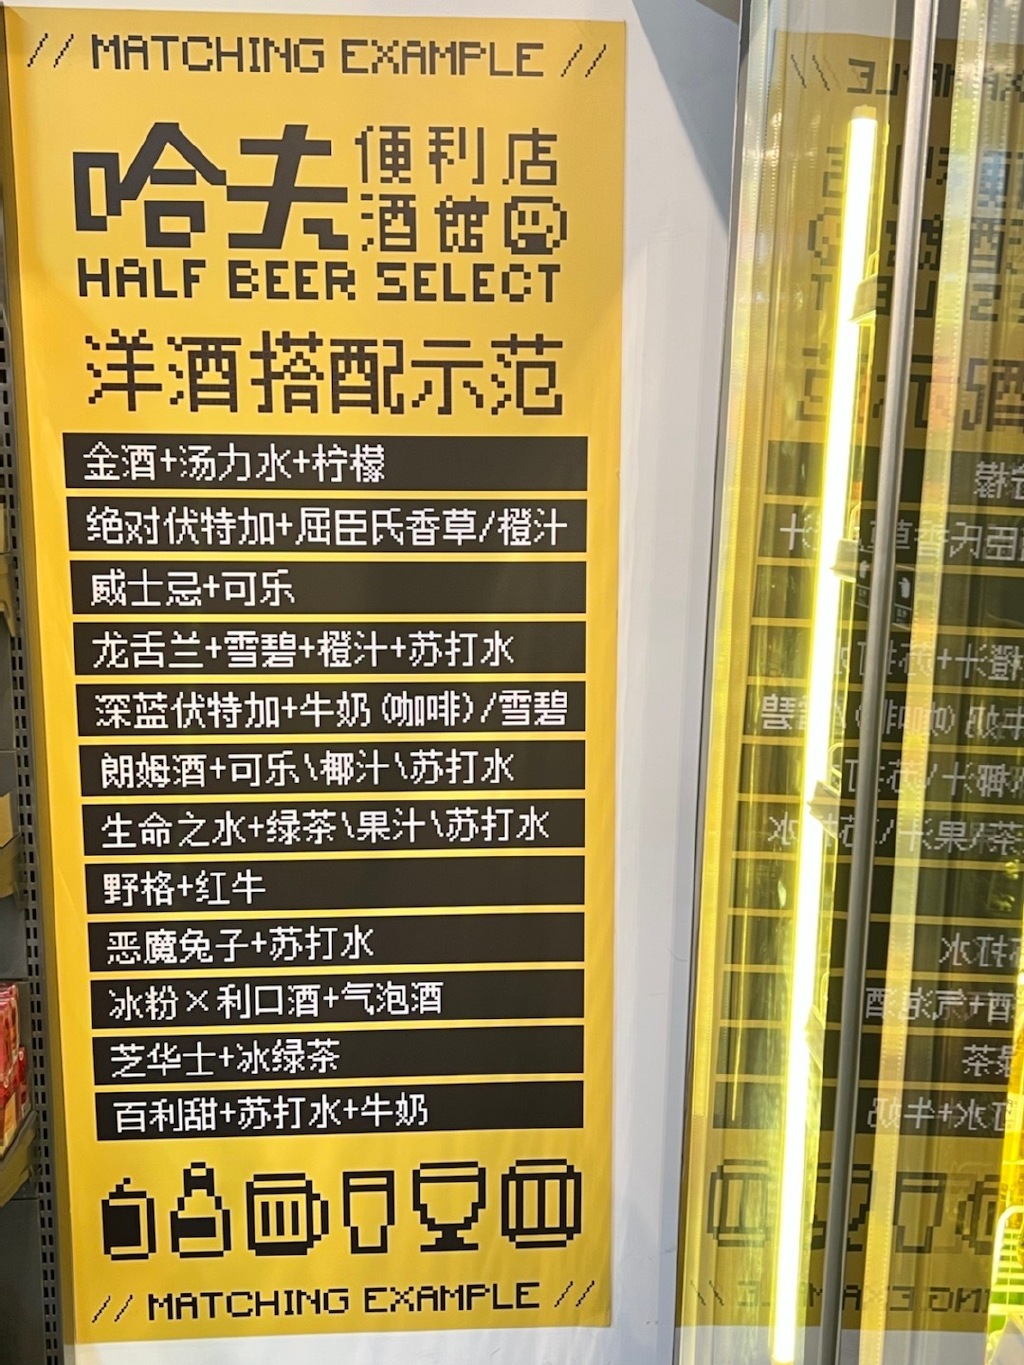 // MATCHING EXAMPLE //
哈夫 便利店
酒馆
HALF BEER SELECT
洋酒搭配示范
金酒+汤力水+柠檬
绝对伏特加+屈臣氏香草/橙汁
威士忌+可乐
龙舌兰+雪碧+橙汁+苏打水
深蓝伏特加+牛奶(咖啡)/雪碧
朗姆酒+可乐\椰汁\苏打水
生命之水+绿茶\果汁\苏打水
野格+红牛
恶魔兔子+苏打水
冰粉×利口酒+气泡酒
芝华士+冰绿茶
百利甜+苏打水+牛奶
// MATCHING EXAMPLE //